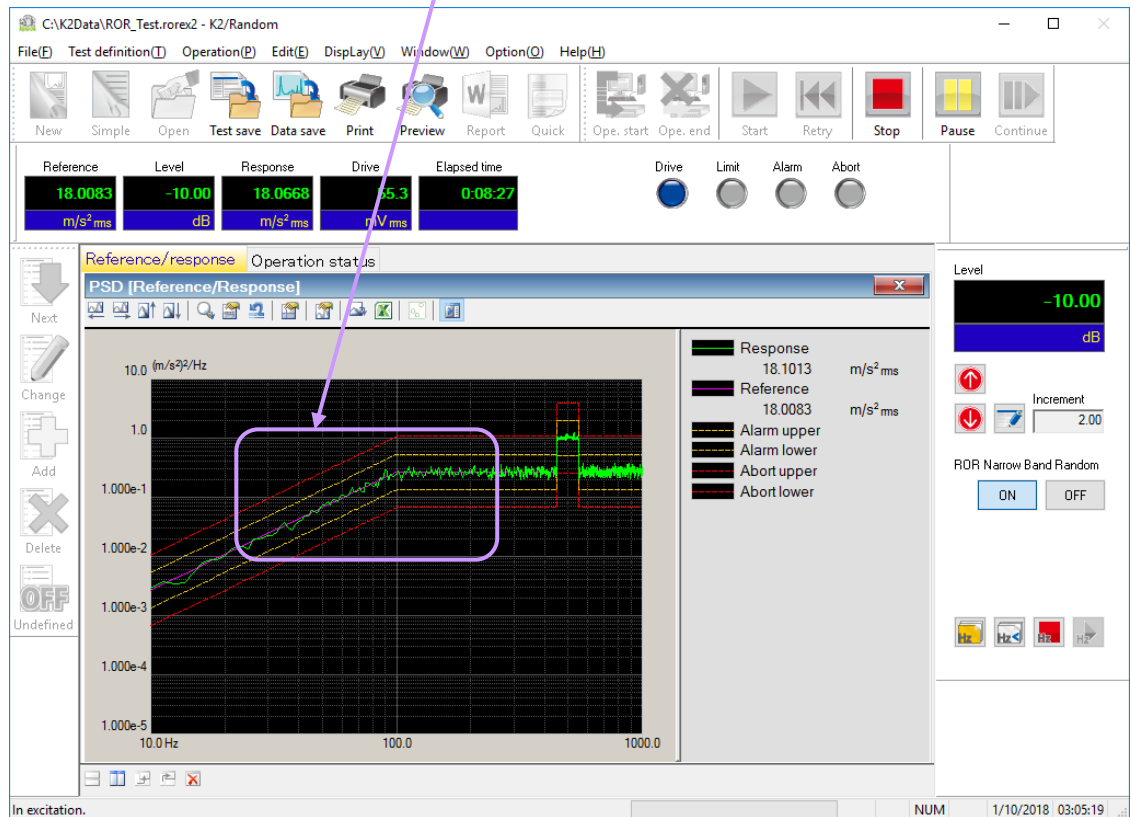 C:\K2Data\ROR_Test.rorex2 - K2/Random
File(F) Test definition(T) Operation(P) Edit(E) DispLay(V) Window(W) Option(O) Help(H)
New Simple Open Test save Data save Print Preview Report Quick Ope. start Ope. end Start Retry Stop Pause Continue
Reference Level Response Drive Elapsed time Drive Limit Alarm Abort
18.0083 -10.00 18.0668 0:08:27
m/s² rms dB m/s² rms mV rms
Reference/response Operation status
PSD [Reference/Response]
Next
Change
Add
Delete
OFF
Undefined
10.0 (m/s²)²/Hz
1.0
1.000e-1
1.000e-2
1.000e-3
1.000e-4
1.000e-5
10.0 Hz 100.0 1000.0
Response
18.1013 m/s² rms
Reference
18.0083 m/s² rms
Alarm upper
Alarm lower
Abort upper
Abort lower
Level
-10.00
dB
Increment
2.00
ROR Narrow Band Random
ON OFF
Hz Hz< Hz Hz
In excitation. NUM 1/10/2018 03:05:19